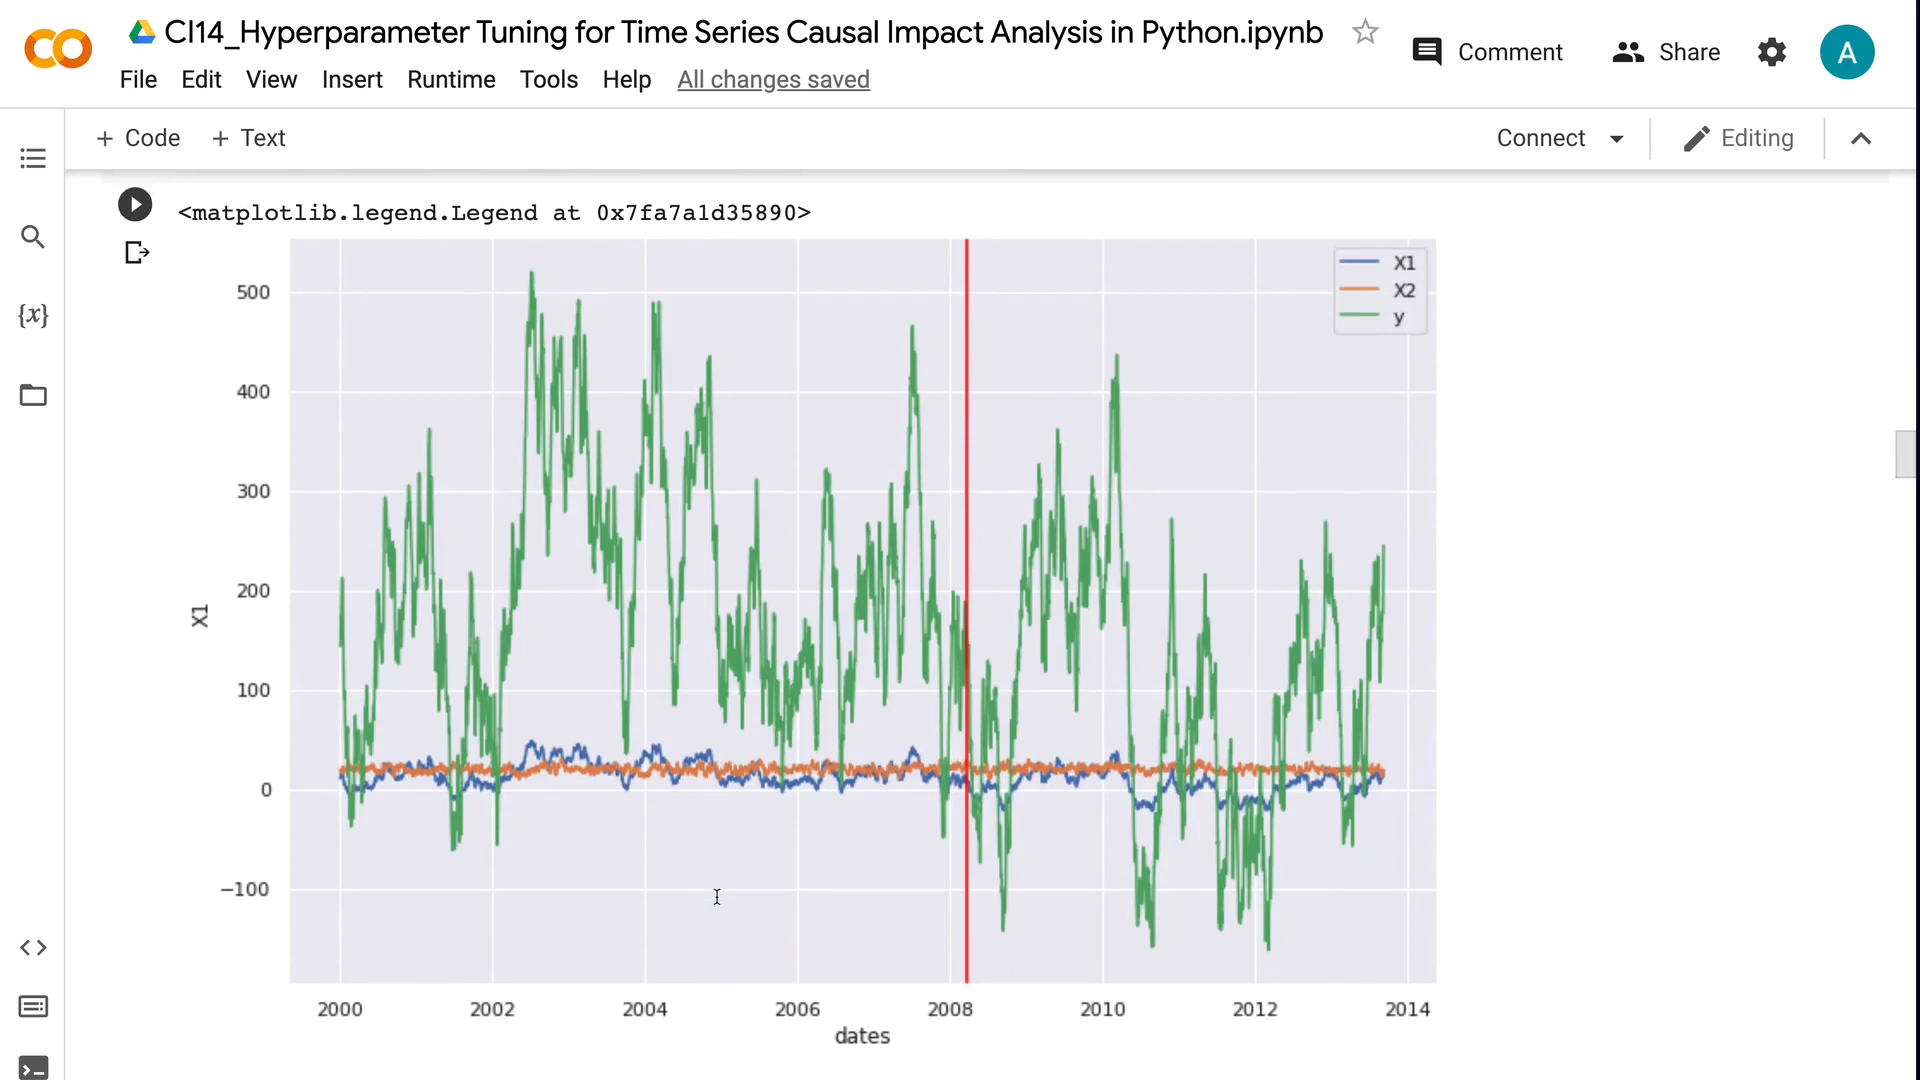 CI14_Hyperparameter Tuning for Time Series Causal Impact Analysis in Python.ipynb
Comment
Share
A
File Edit View Insert Runtime Tools Help All changes saved
+ Code + Text
Connect
Editing
<matplotlib.legend.Legend at 0x7fa7a1d35890>
{x}
X1
X2
y
500
400
300
200
100
0
−100
X1
2000 2002 2004 2006 2008 2010 2012 2014
dates